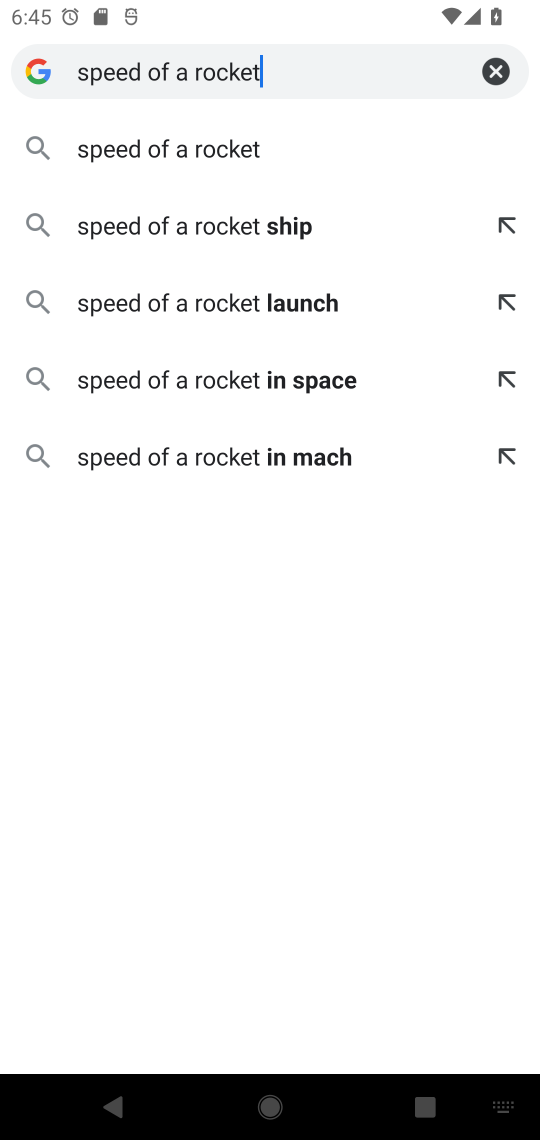 6:45
speed of a rocket
speed of a rocket
speed of a rocket ship
speed of a rocket launch
speed of a rocket in space
speed of a rocket in mach